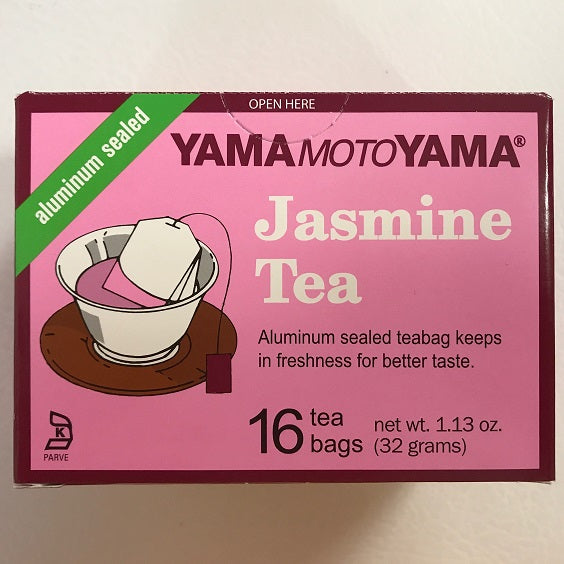 OPEN HERE
aluminum sealed
YAMAMOTOYAMA®
Jasmine
Tea
Aluminum sealed teabag keeps
in freshness for better taste.
16 tea bags
net wt. 1.13 oz.
(32 grams)
K
PARVE